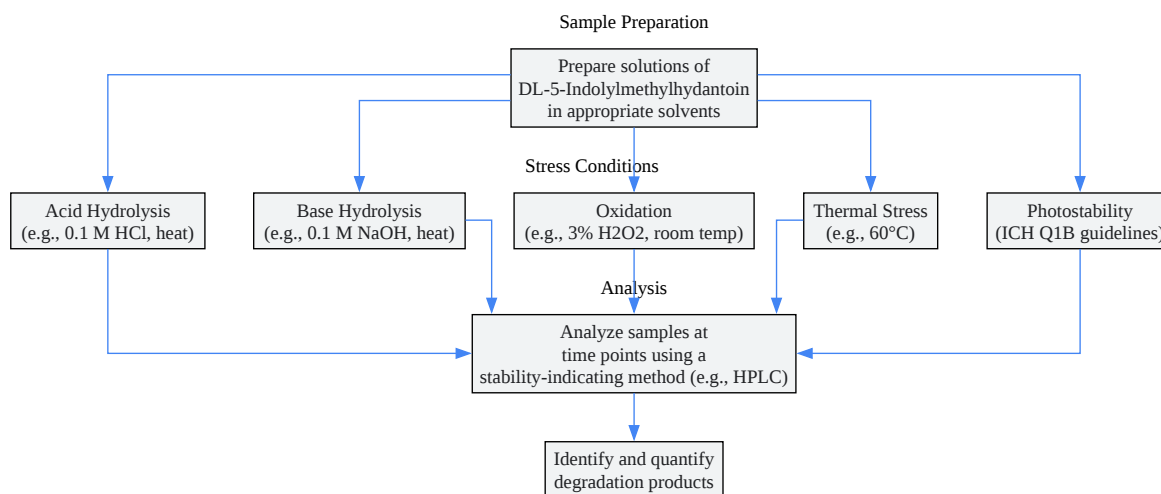 Sample Preparation
Prepare solutions of
DL-5-Indolylmethylhydantoin
in appropriate solvents
Stress Conditions
Acid Hydrolysis
(e.g., 0.1 M HCl, heat)
Base Hydrolysis
(e.g., 0.1 M NaOH, heat)
Oxidation
(e.g., 3% H2O2, room temp)
Thermal Stress
(e.g., 60°C)
Photostability
(ICH Q1B guidelines)
Analysis
Analyze samples at
time points using a
stability-indicating method (e.g., HPLC)
Identify and quantify
degradation products